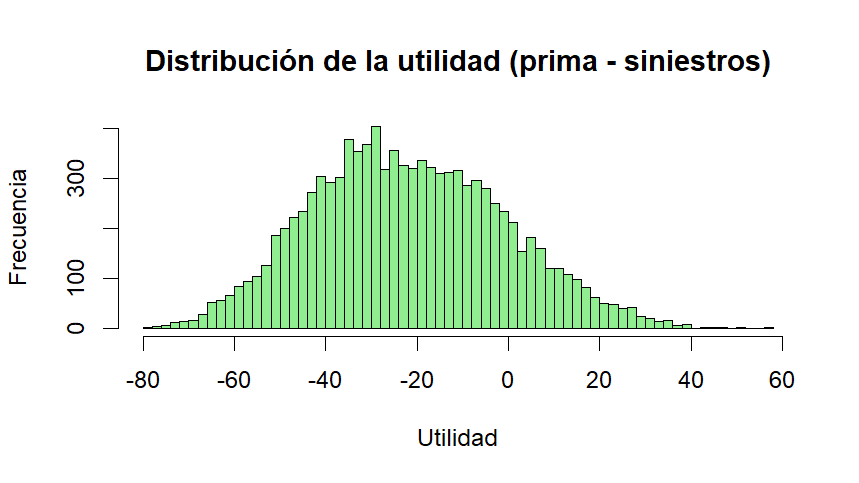 Distribución de la utilidad (prima - siniestros)
Frecuencia
300
100
0
-80 -60 -40 -20 0 20 40 60
Utilidad